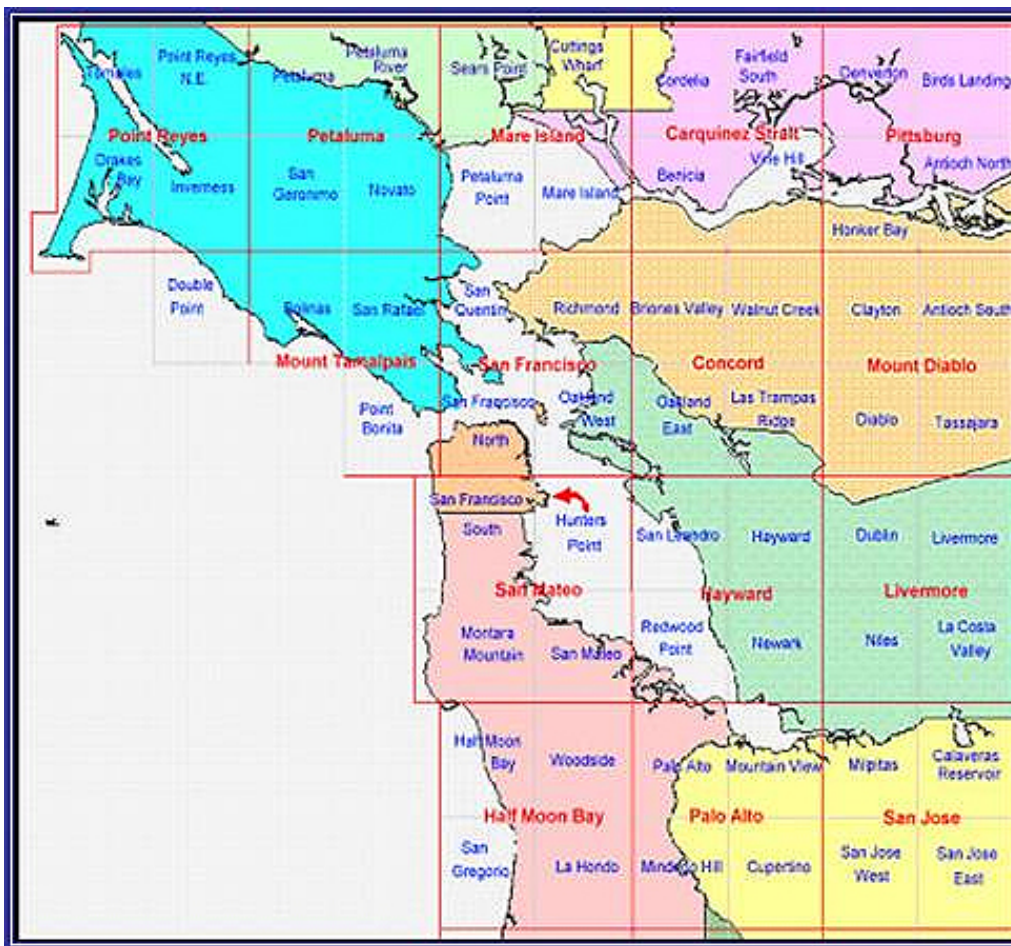 Point Reyes
N.E.
Petaluma
River
Cuttings
Wharf
Fairfield
South
Tomales
Petaluma
Sears Point
Cordelia
Denverton
Birds Landing
Point Reyes
Petaluma
Mare Island
Carquinez Strait
Pittsburg
Drakes
Bay
Inverness
San
Geronimo
Novato
Petaluma
Point
Mare Island
Benicia
Vine Hill
Antioch North
Honker Bay
Double
Point
Bolinas
San Rafael
San
Quentin
Richmond
Briones Valley
Walnut Creek
Clayton
Antioch South
Mount Tamalpais
San Francisco
Concord
Mount Diablo
Point
Bonita
San Francisco
North
Oakland
West
Oakland
East
Las Trampas
Ridge
Diablo
Tassajara
San Francisco
South
Hunters
Point
San Leandro
Hayward
Dublin
Livermore
San Mateo
Hayward
Livermore
Montara
Mountain
San Mateo
Redwood
Point
Newark
Niles
La Costa
Valley
Half Moon
Bay
Woodside
Palo Alto
Mountain View
Milpitas
Calaveras
Reservoir
Half Moon Bay
Palo Alto
San Jose
San
Gregorio
La Hondo
Mindego Hill
Cupertino
San Jose
West
San Jose
East